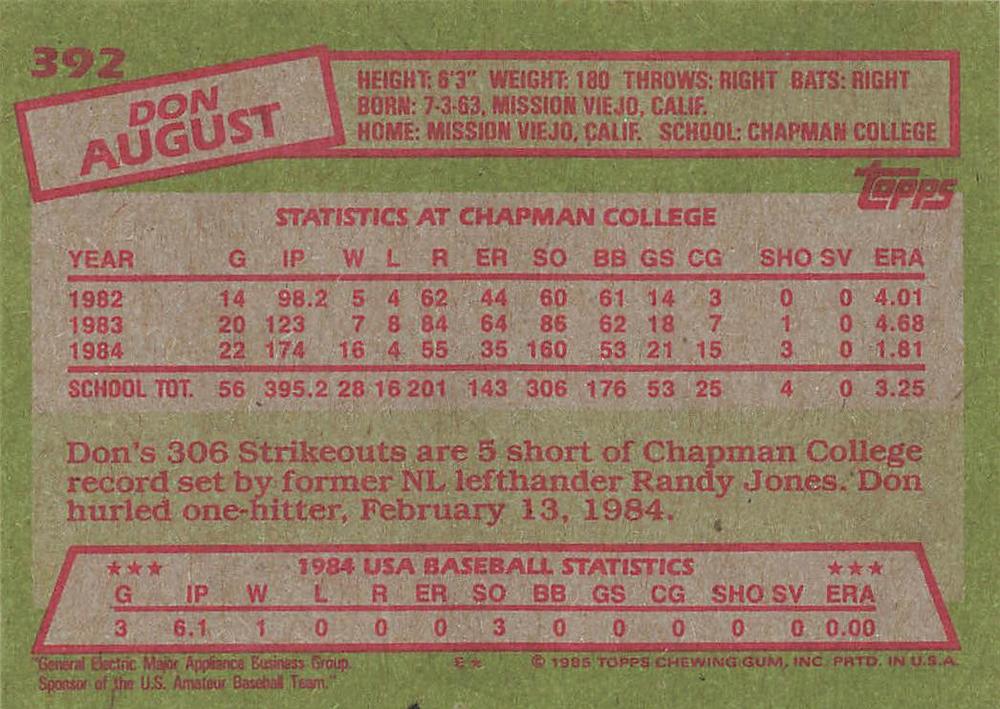 392
DON
AUGUST
HEIGHT: 6'3" WEIGHT: 180 THROWS: RIGHT BATS: RIGHT
BORN: 7-3-63, MISSION VIEJO, CALIF.
HOME: MISSION VIEJO, CALIF. SCHOOL: CHAPMAN COLLEGE
Topps
STATISTICS AT CHAPMAN COLLEGE
YEAR G IP W L R ER SO BB GS CG SHO SV ERA
1982 14 98.2 5 4 62 44 60 61 14 3 0 0 4.01
1983 20 123 7 8 84 64 86 62 18 7 1 0 4.68
1984 22 174 16 4 55 35 160 53 21 15 3 0 1.81
SCHOOL TOT. 56 395.2 28 16 201 143 306 176 53 25 4 0 3.25
Don's 306 Strikeouts are 5 short of Chapman College
record set by former NL lefthander Randy Jones. Don
hurled one-hitter, February 13, 1984.
★★★ 1984 USA BASEBALL STATISTICS ★★★
G IP W L R ER SO BB GS CG SHO SV ERA
3 6.1 1 0 0 0 3 0 0 0 0 0 0.00
"General Electric Major Appliance Business Group.
Sponsor of the U.S. Amateur Baseball Team."
E★ © 1985 TOPPS CHEWING GUM, INC. PRTD. IN U.S.A.